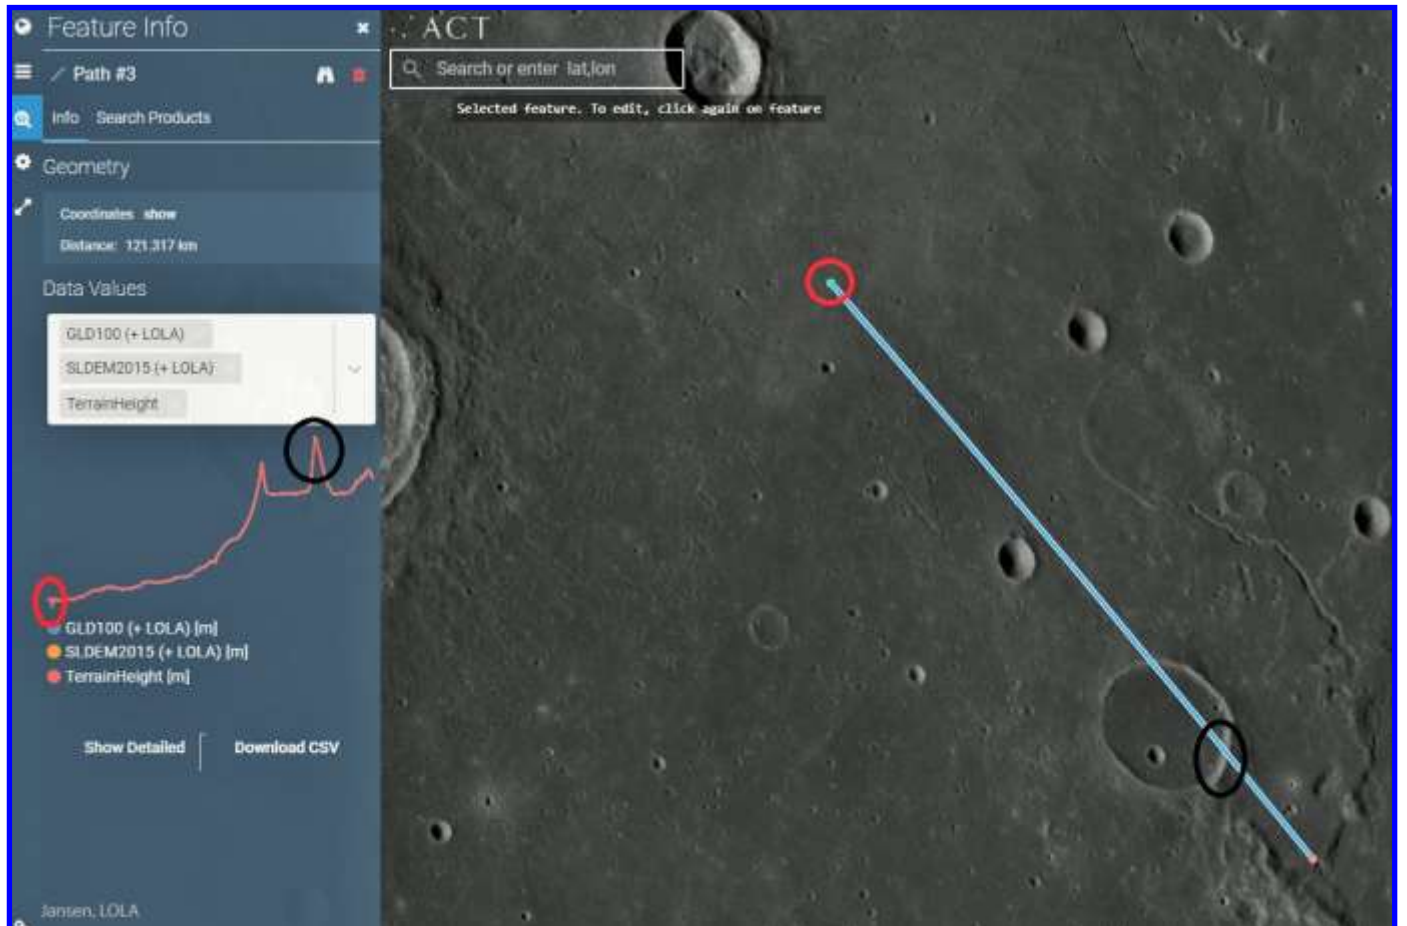 Feature Info
ACT
Path #3
Search or enter lat,lon
Selected feature. To edit, click again on feature
Info Search Products
Geometry
Coordinates show
Distance: 121.317 km
Data Values
GLD100 (+ LOLA)
SLDEM2015 (+ LOLA)
TerrainHeight
GLD100 (+ LOLA) [m]
SLDEM2015 (+ LOLA) [m]
TerrainHeight [m]
Show Detailed Download CSV
Jansen, LOLA